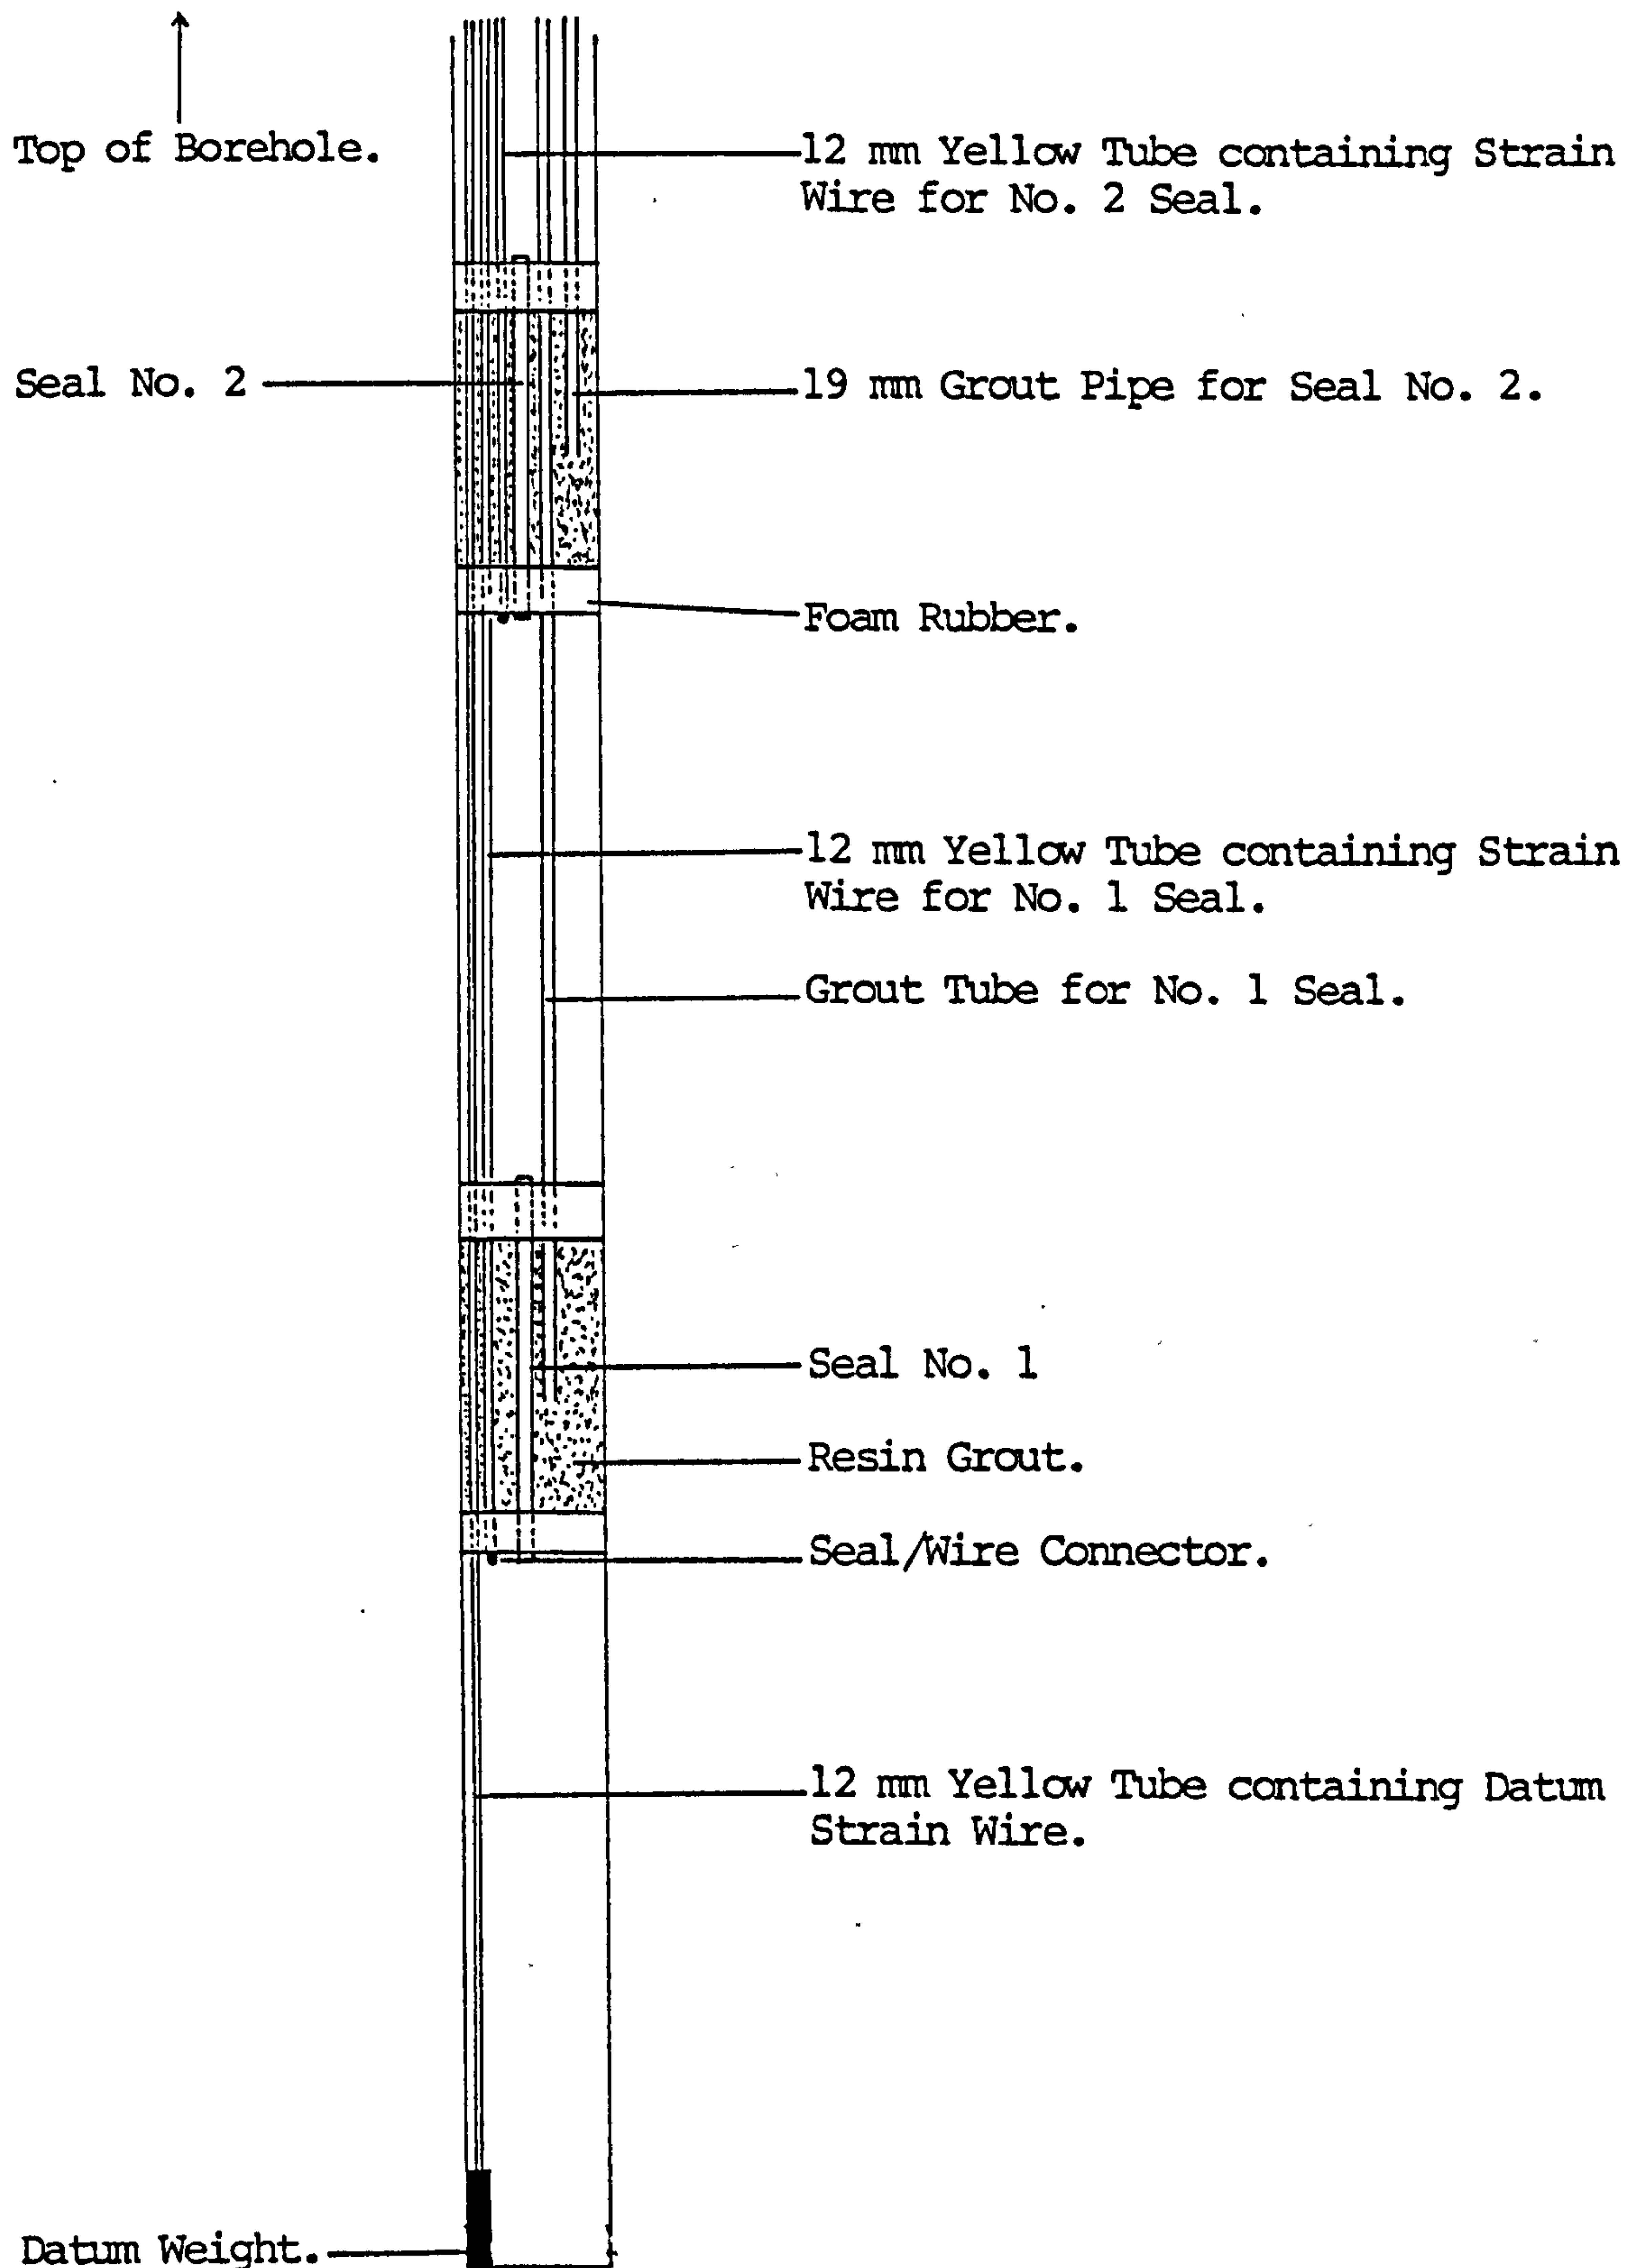 Top of Borehole.
12 mm Yellow Tube containing Strain
Wire for No. 2 Seal.
Seal No. 2
19 mm Grout Pipe for Seal No. 2.
Foam Rubber.
12 mm Yellow Tube containing Strain
Wire for No. 1 Seal.
Grout Tube for No. 1 Seal.
Seal No. 1
Resin Grout.
Seal/Wire Connector.
12 mm Yellow Tube containing Datum
Strain Wire.
Datum Weight.